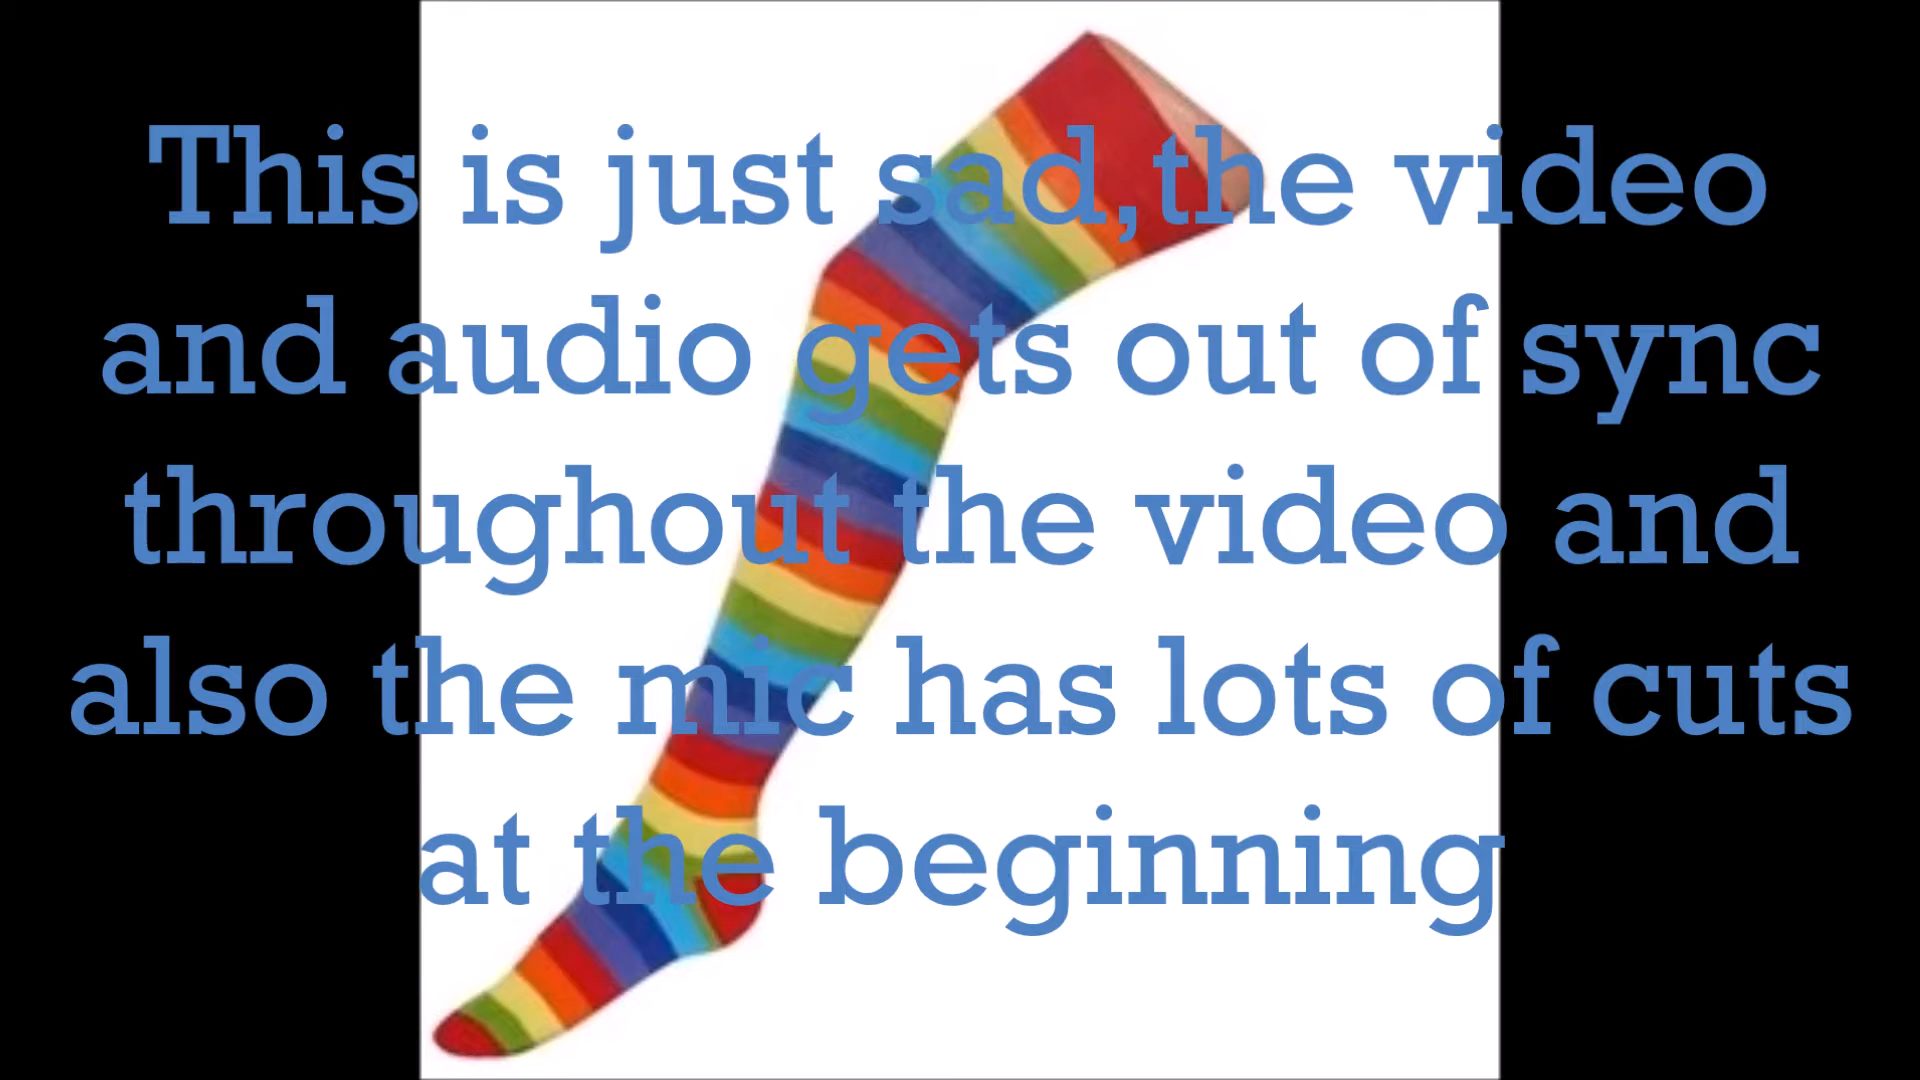 This is just sad,the video
and audio gets out of sync
throughout the video and
also the mic has lots of cuts
at the beginning